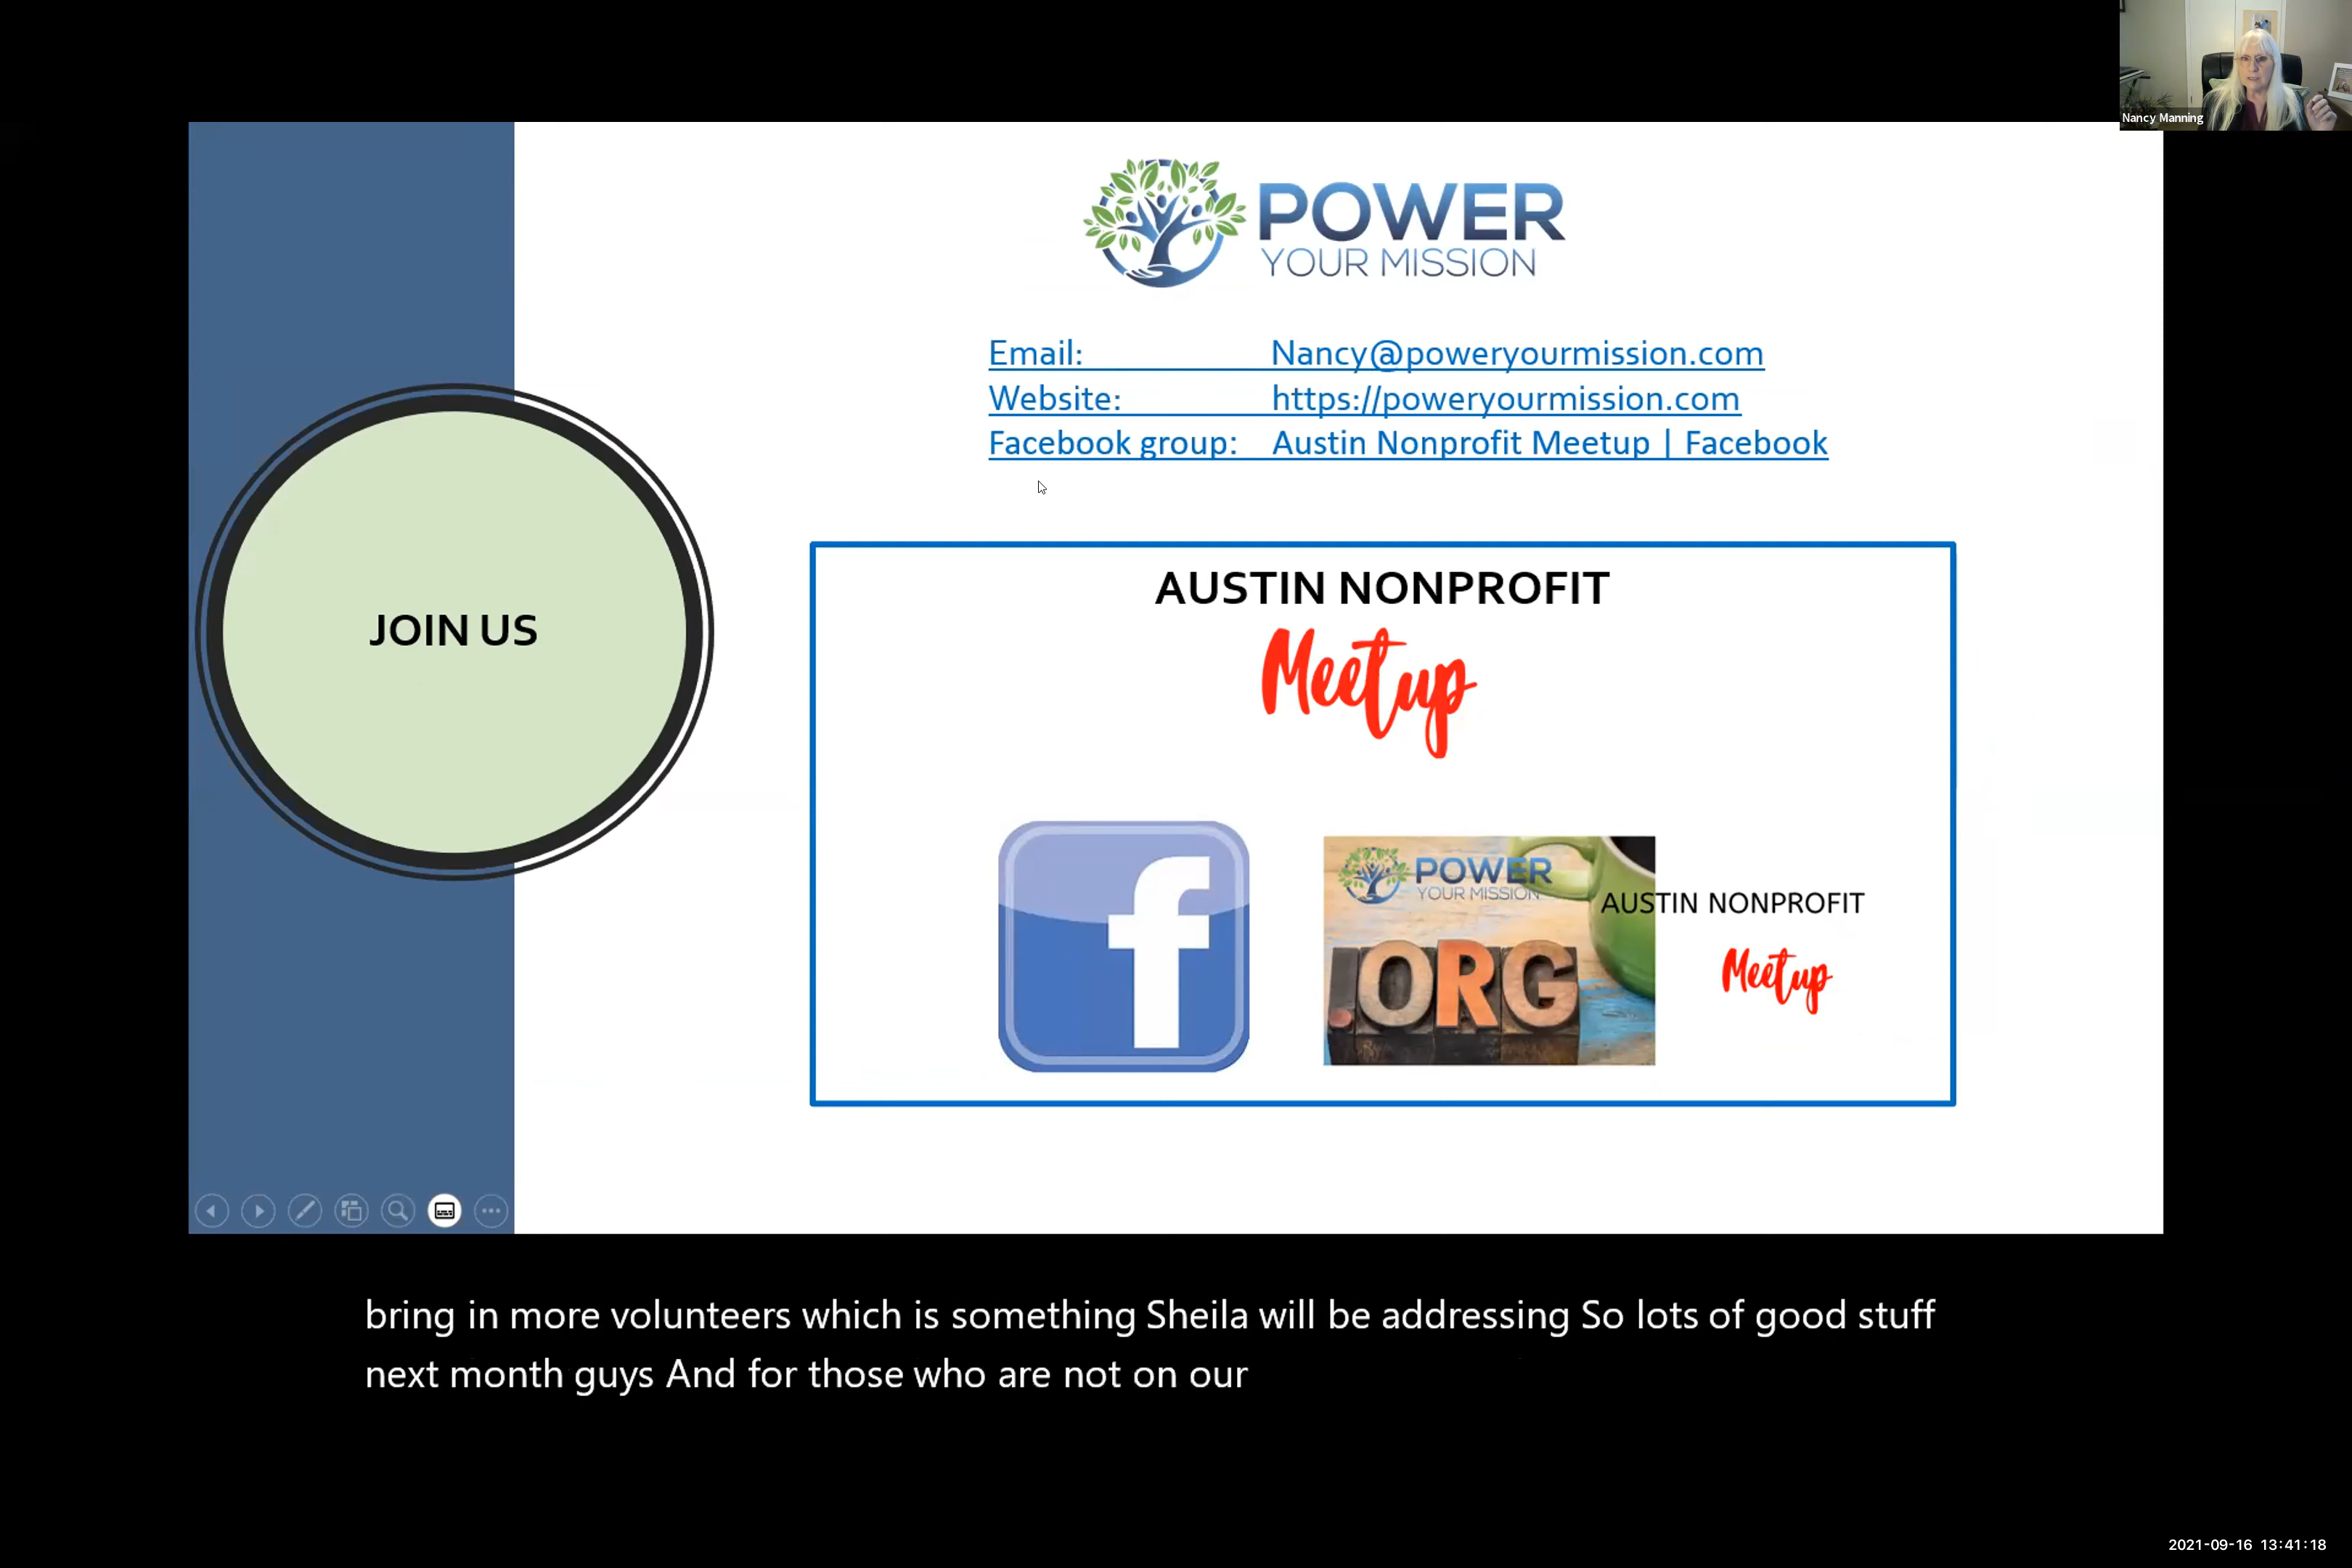 Nancy Manning
POWER
YOUR MISSION
Email: Nancy@poweryourmission.com
Website: https://poweryourmission.com
Facebook group: Austin Nonprofit Meetup | Facebook
JOIN US
AUSTIN NONPROFIT
Meetup
f
POWER
YOUR MISSION
AUSTIN NONPROFIT
.ORG
Meetup
bring in more volunteers which is something Sheila will be addressing So lots of good stuff
next month guys And for those who are not on our
2021-09-16 13:41:18